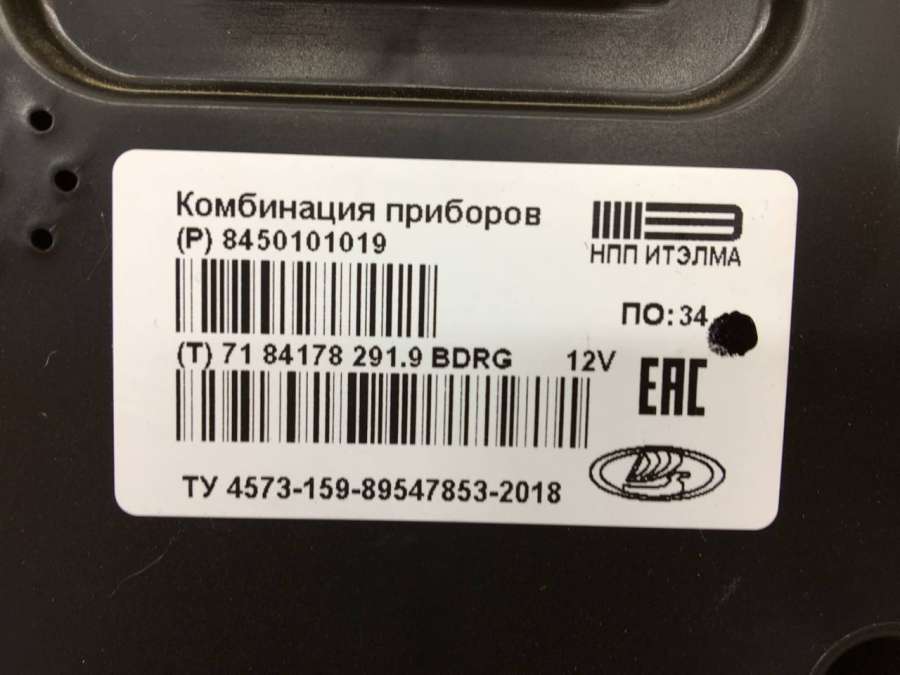 Комбинация приборов
(P) 8450101019
НПП ИТЭЛМА
ПО: 34
(T) 71 84178 291.9 BDRG 12V
EAC
ТУ 4573-159-89547853-2018